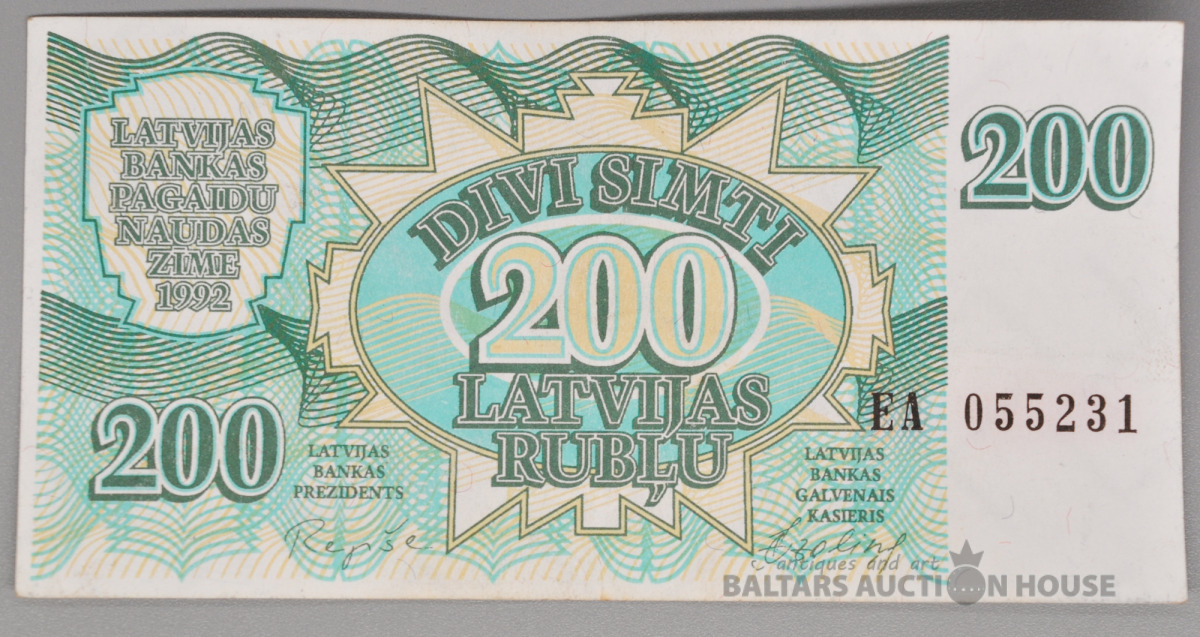 LATVIJAS
BANKAS
PAGAIDU
NAUDAS
ZĪME
1992
DIVI SIMTI
200
LATVIJAS
RUBĻU
200
200
LATVIJAS
BANKAS
PREZIDENTS
Repše
LATVIJAS
BANKAS
GALVENAIS
KASIERIS
EA 055231
antiques and art
BALTARS AUCTION HOUSE